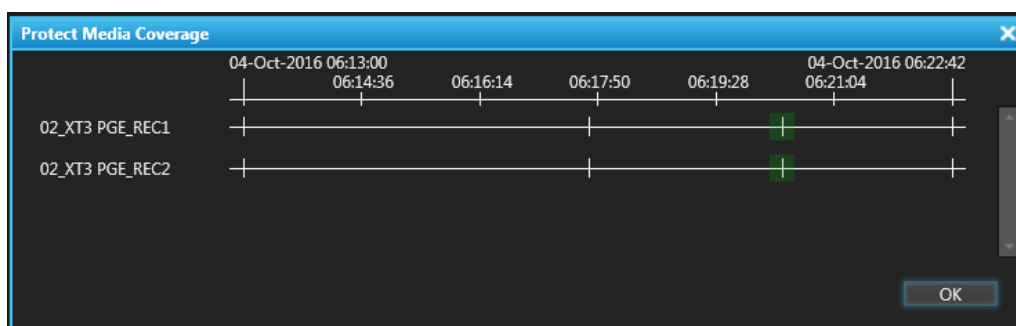 Protect Media Coverage
04-Oct-2016 06:13:00 04-Oct-2016 06:22:42
06:14:36 06:16:14 06:17:50 06:19:28 06:21:04
02_XT3 PGE_REC1
02_XT3 PGE_REC2
OK